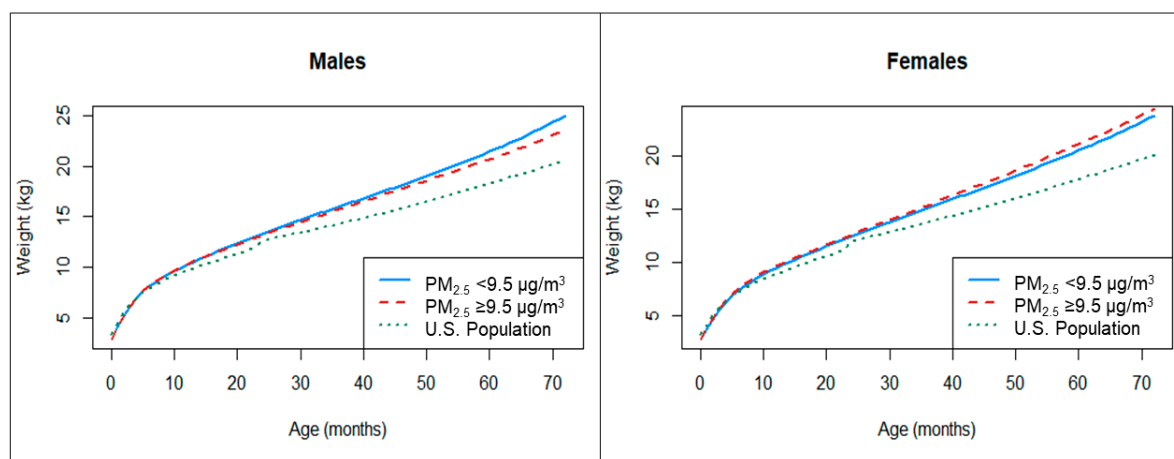 Males
Weight (kg)
25
20
15
10
5
PM2.5 <9.5 µg/m³
PM2.5 ≥9.5 µg/m³
U.S. Population
0 10 20 30 40 50 60 70
Age (months)
Females
Weight (kg)
20
15
10
5
PM2.5 <9.5 µg/m³
PM2.5 ≥9.5 µg/m³
U.S. Population
0 10 20 30 40 50 60 70
Age (months)